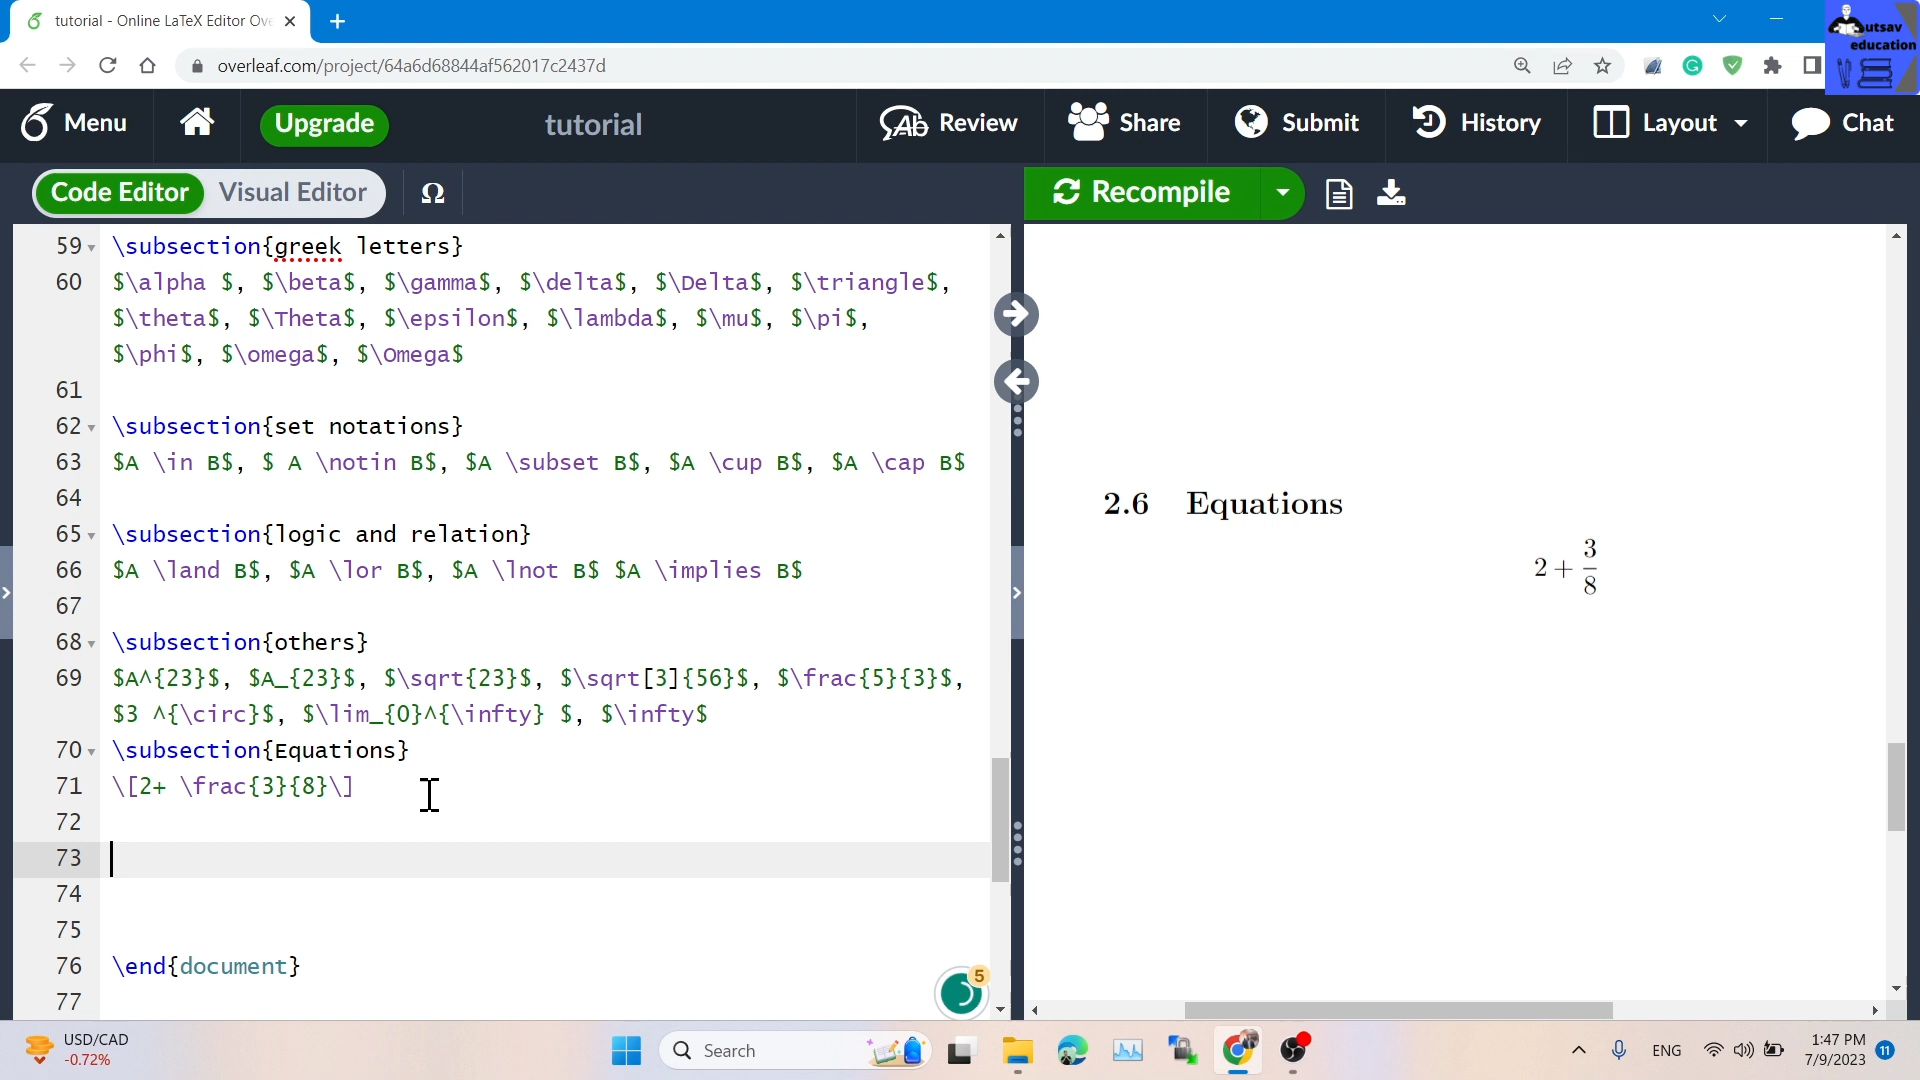 tutorial - Online LaTeX Editor Ove
overleaf.com/project/64a6d68844af562017c2437d
utsav
education
Menu
Upgrade
tutorial
Review
Share
Submit
History
Layout
Chat
Code Editor
Visual Editor
Ω
Recompile
59 \subsection{greek letters}
60 $\alpha $, $\beta$, $\gamma$, $\delta$, $\Delta$, $\triangle$,
$\theta$, $\Theta$, $\epsilon$, $\lambda$, $\mu$, $\pi$,
$\phi$, $\omega$, $\Omega$
61
62 \subsection{set notations}
63 $A \in B$, $ A \notin B$, $A \subset B$, $A \cup B$, $A \cap B$
64
65 \subsection{logic and relation}
66 $A \land B$, $A \lor B$, $A \lnot B$ $A \implies B$
67
68 \subsection{others}
69 $A^{23}$, $A_{23}$, $\sqrt{23}$, $\sqrt[3]{56}$, $\frac{5}{3}$,
$3 ^{\circ}$, $\lim_{0}^{\infty} $, $\infty$
70 \subsection{Equations}
71 \[2+ \frac{3}{8}\]
72
73
74
75
76 \end{document}
77
5
2.6 Equations
2 + 3/8
USD/CAD
-0.72%
Search
ENG
1:47 PM
7/9/2023
11